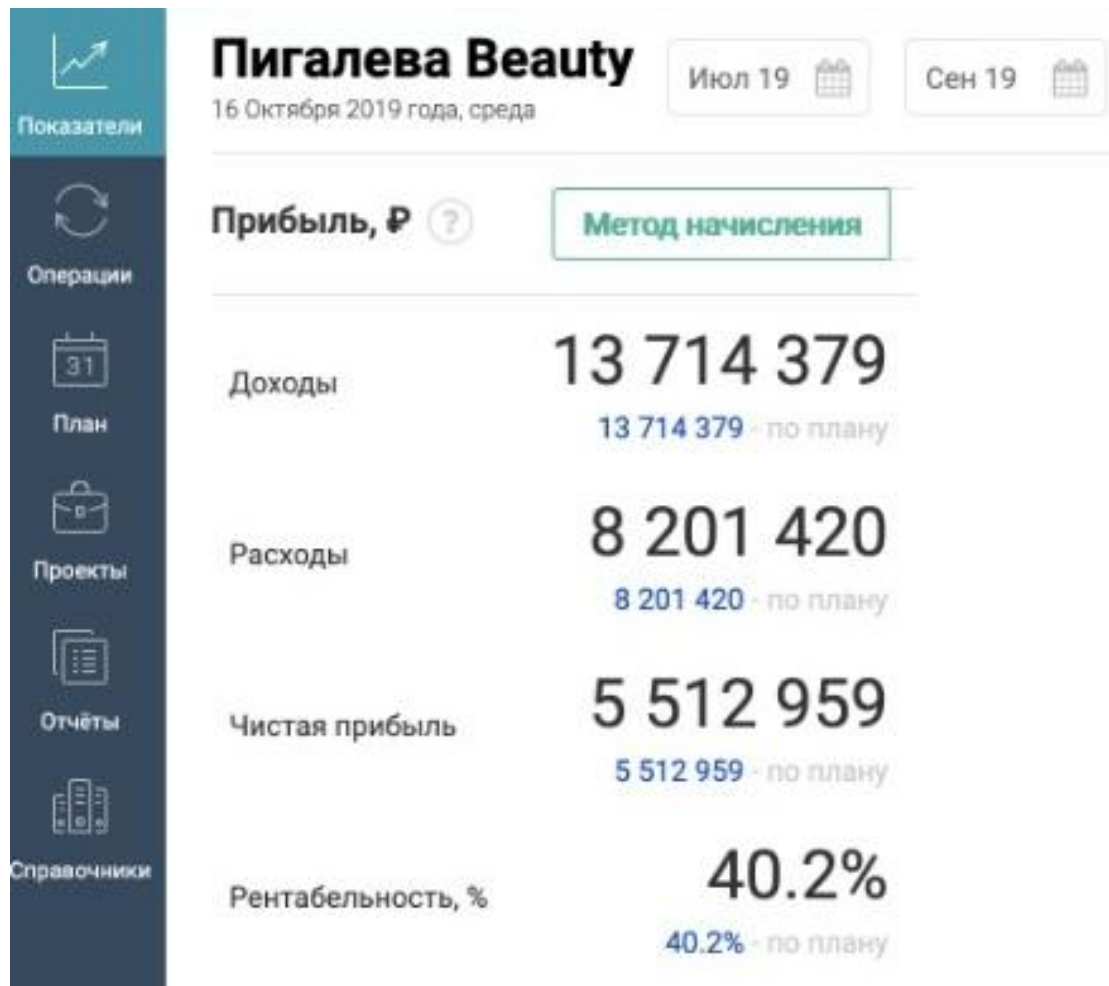 Показатели
Операции
31
План
Проекты
Отчёты
Справочники
Пигалева Beauty
16 Октября 2019 года, среда
Июл 19
Сен 19
Прибыль, ₽ ?
Метод начисления
Доходы
13 714 379
13 714 379 - по плану
Расходы
8 201 420
8 201 420 - по плану
Чистая прибыль
5 512 959
5 512 959 - по плану
Рентабельность, %
40.2%
40.2% - по плану